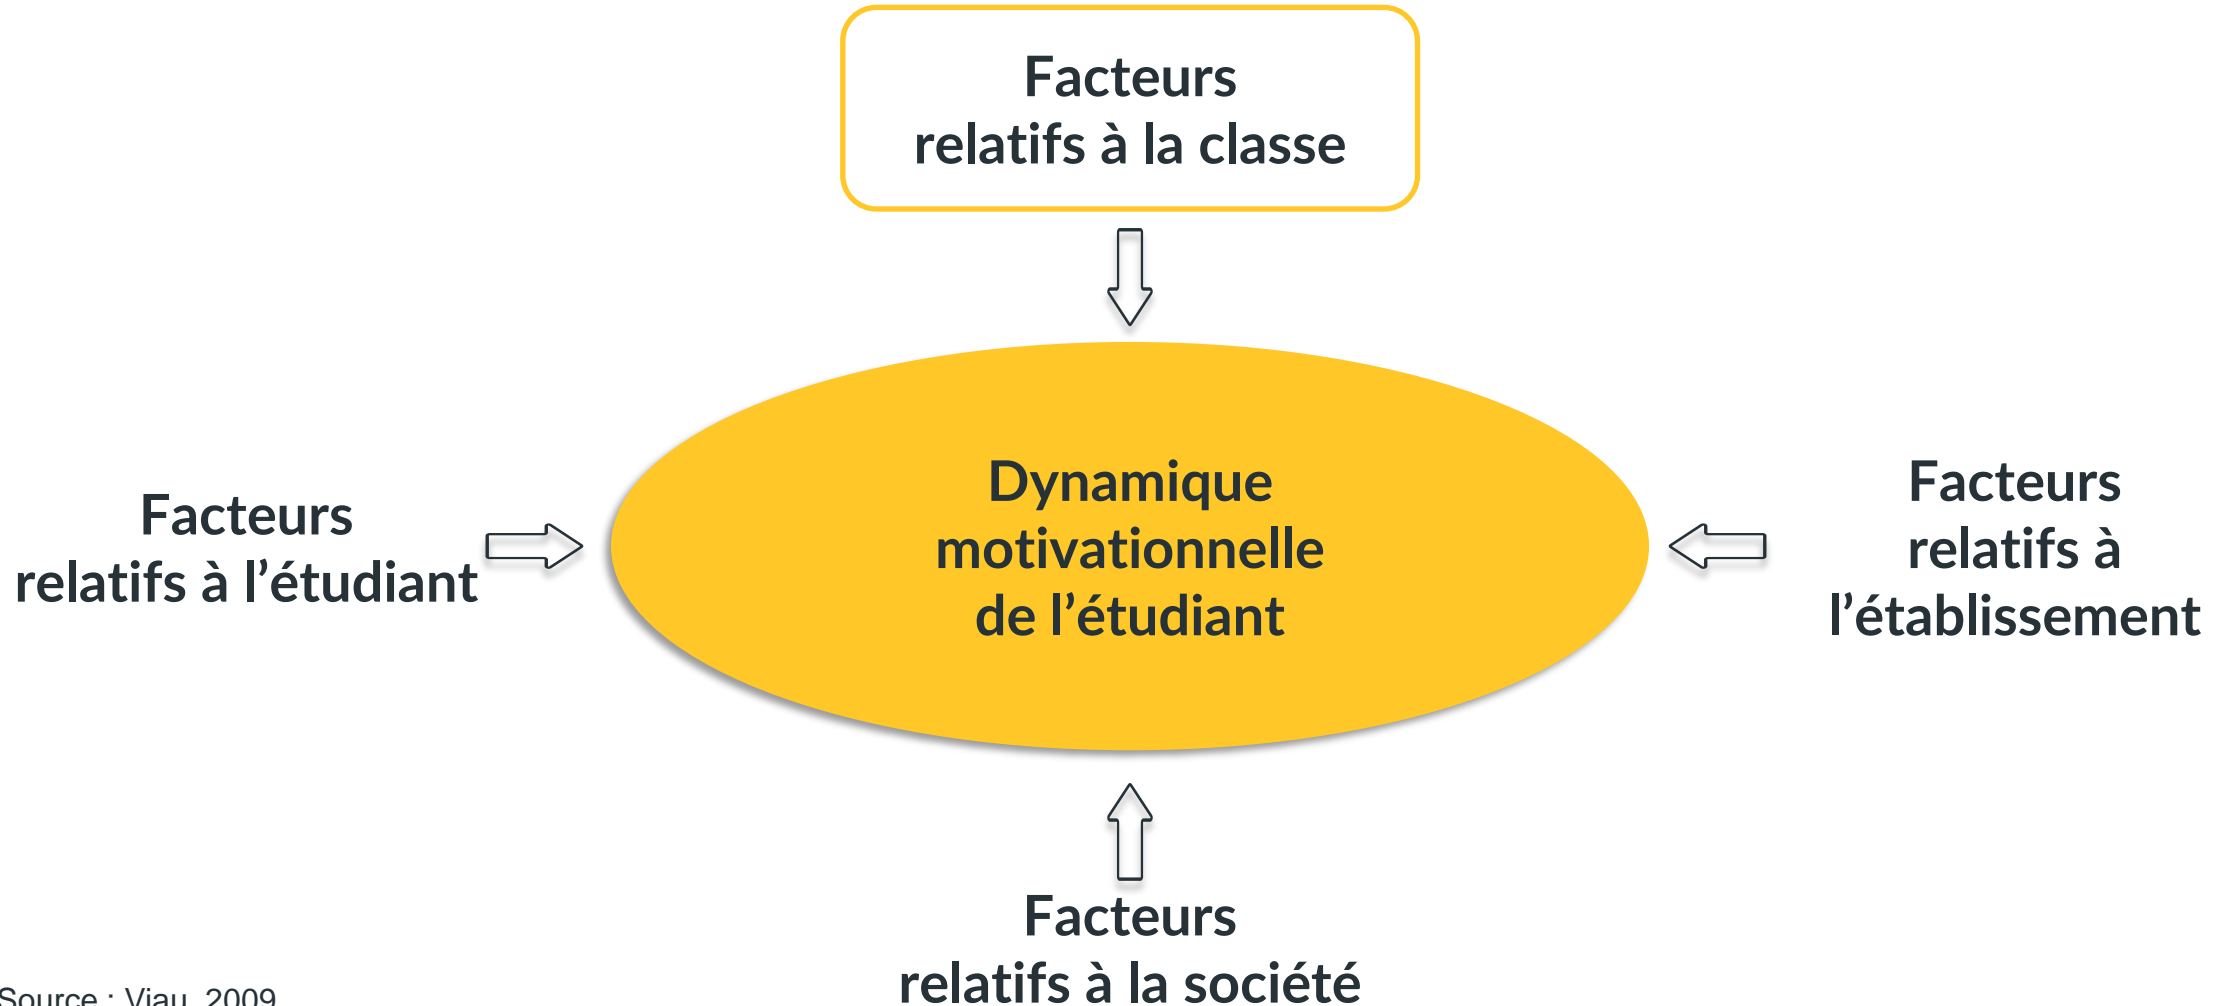 Facteurs
relatifs à la classe
Facteurs
relatifs à l’étudiant
Dynamique
motivationnelle
de l’étudiant
Facteurs
relatifs à
l’établissement
Facteurs
relatifs à la société
Source : Viau, 2009